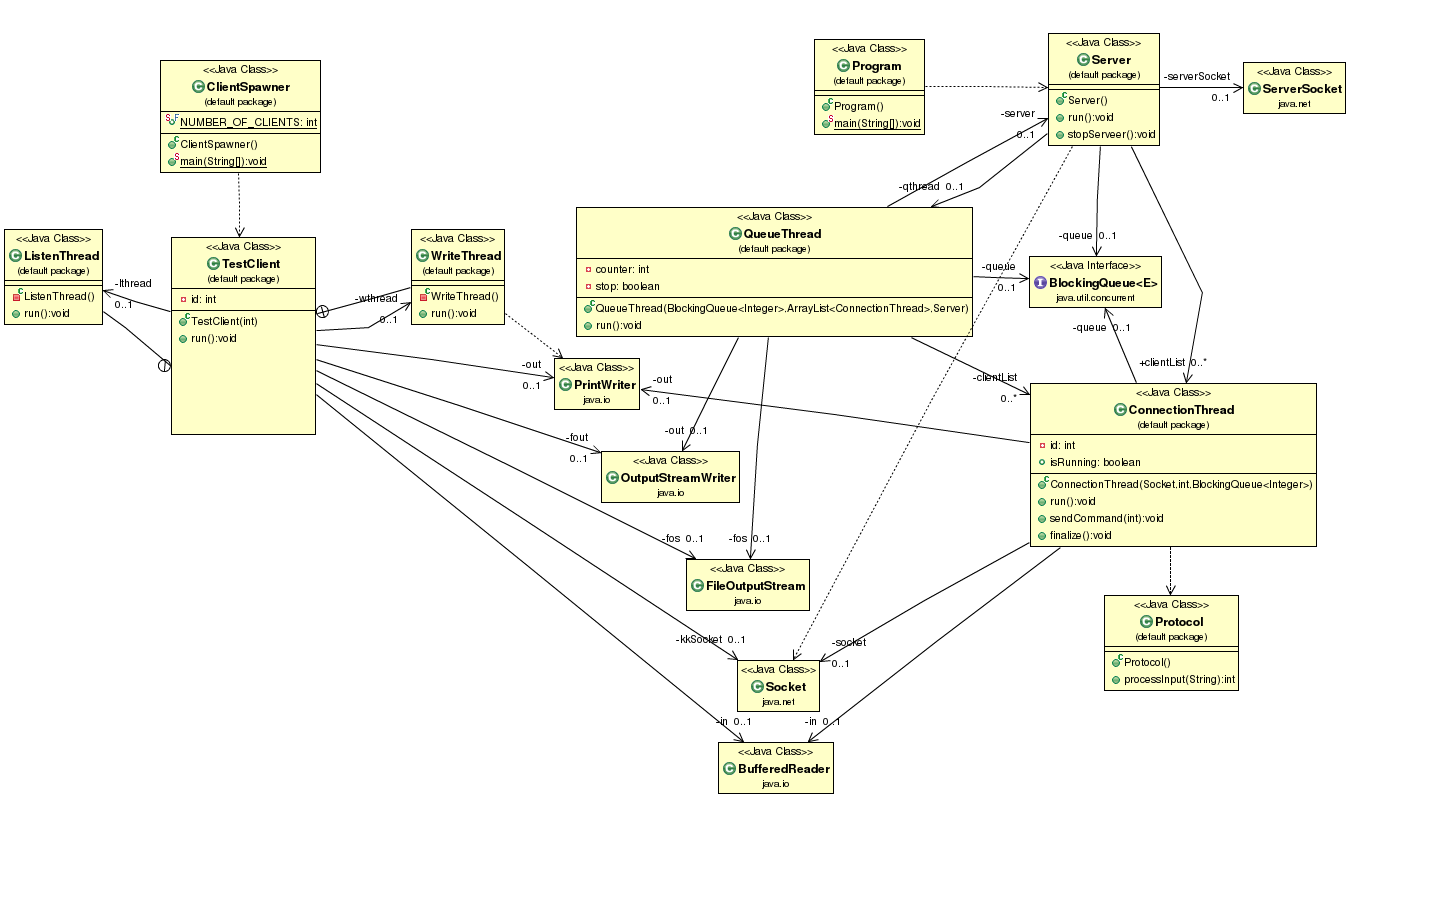 <<Java Class>>
ClientSpawner
(default package)
NUMBER_OF_CLIENTS: int
ClientSpawner()
main(String[]):void
<<Java Class>>
Program
(default package)
Program()
main(String[]):void
<<Java Class>>
Server
(default package)
Server()
run():void
stopServeer():void
-serverSocket
0..1
<<Java Class>>
ServerSocket
java.net
-server
0..1
-qthread 0..1
<<Java Class>>
ListenThread
(default package)
ListenThread()
run():void
-lthread
0..1
<<Java Class>>
TestClient
(default package)
id: int
TestClient(int)
run():void
-wthread
0..1
<<Java Class>>
WriteThread
(default package)
WriteThread()
run():void
<<Java Class>>
QueueThread
(default package)
counter: int
stop: boolean
QueueThread(BlockingQueue<Integer>,ArrayList<ConnectionThread>,Server)
run():void
-queue
0..1
-queue 0..1
<<Java Interface>>
BlockingQueue<E>
java.util.concurrent
-queue 0..1
+clientList 0..*
-clientList
0..*
-out
0..1
<<Java Class>>
PrintWriter
java.io
-out
0..1
<<Java Class>>
ConnectionThread
(default package)
id: int
isRunning: boolean
ConnectionThread(Socket,int,BlockingQueue<Integer>)
run():void
sendCommand(int):void
finalize():void
-fout
0..1
-out 0..1
<<Java Class>>
OutputStreamWriter
java.io
-fos 0..1
-fos 0..1
<<Java Class>>
FileOutputStream
java.io
<<Java Class>>
Protocol
(default package)
Protocol()
processInput(String):int
-kkSocket 0..1
-socket
0..1
<<Java Class>>
Socket
java.net
-in 0..1
-in 0..1
<<Java Class>>
BufferedReader
java.io